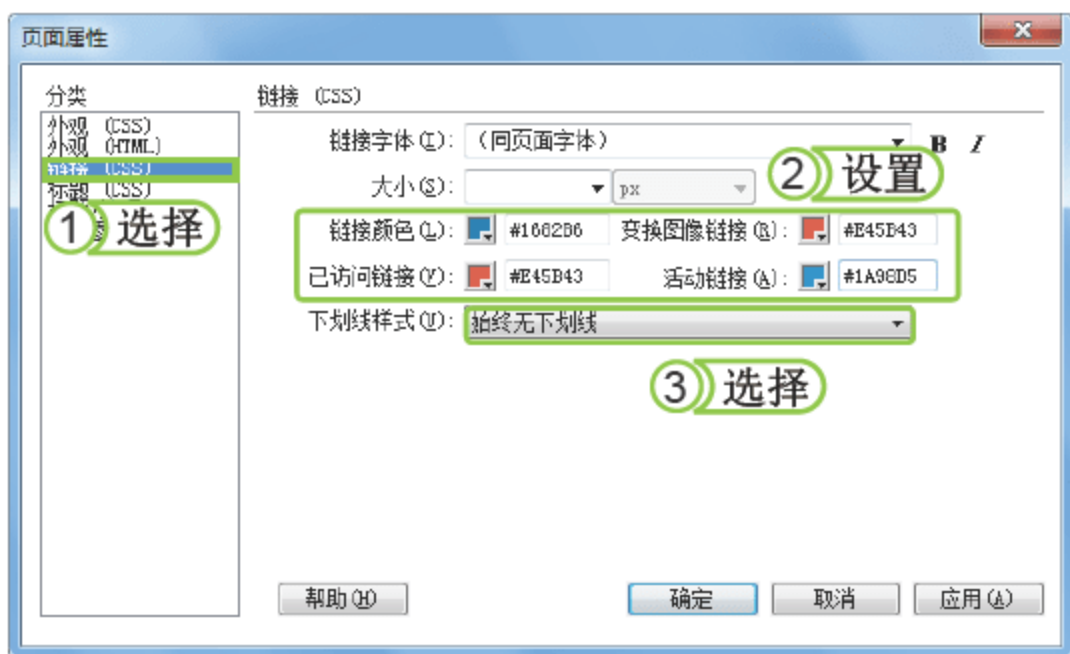 页面属性
分类
外观 (CSS)
外观 (HTML)
链接 (CSS)
标题 (CSS)
1 选择
链接 (CSS)
链接字体(I): (同页面字体) B I
大小(S): px
2 设置
链接颜色(L): #1682B6 变换图像链接(R): #E45B43
已访问链接(V): #E45B43 活动链接(A): #1A98D5
下划线样式(U): 始终无下划线
3 选择
帮助(H) 确定 取消 应用(A)